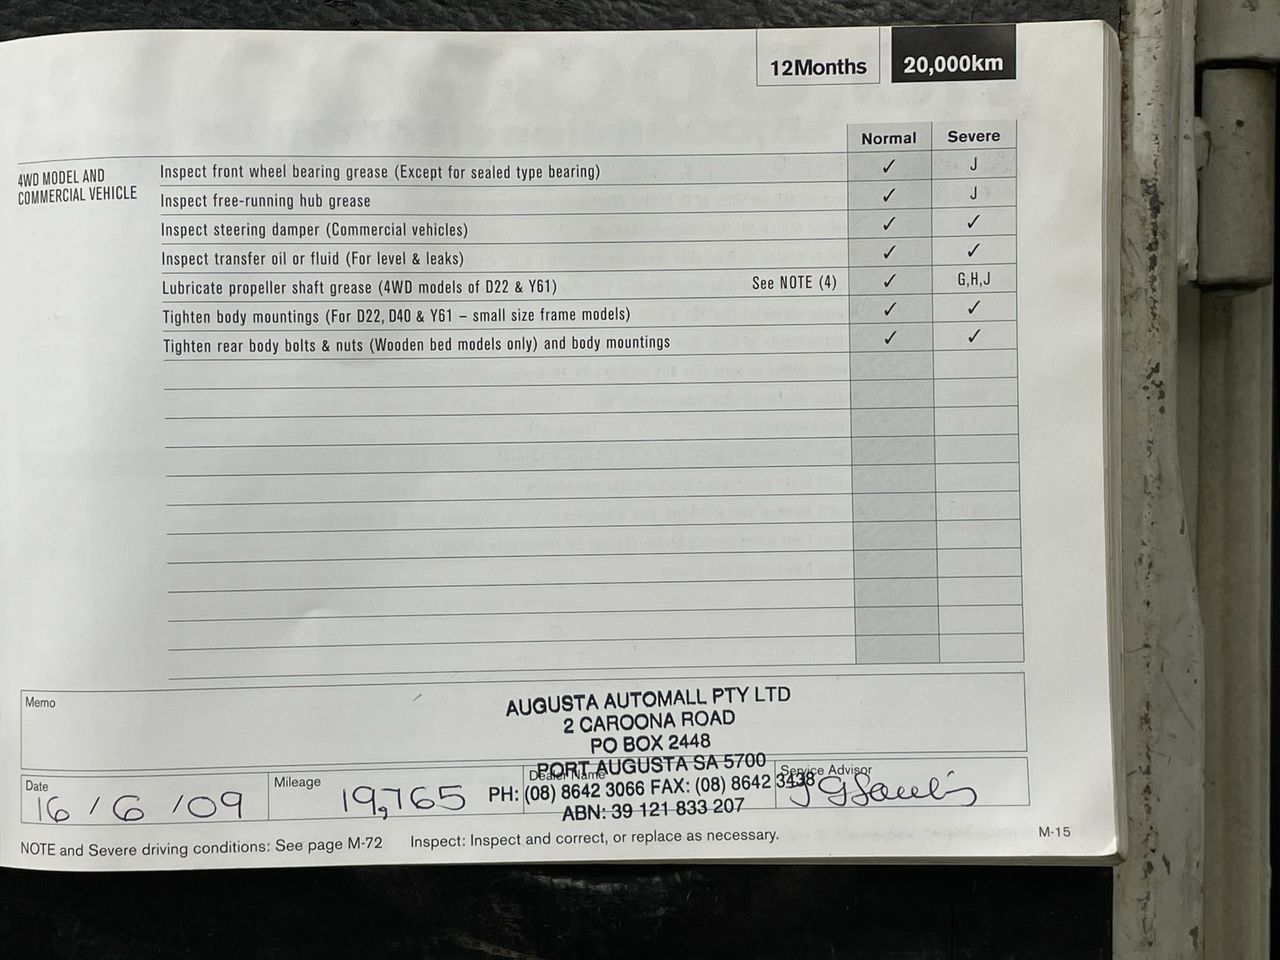 12Months 20,000km
Normal Severe
4WD MODEL AND
COMMERCIAL VEHICLE
Inspect front wheel bearing grease (Except for sealed type bearing) ✓ J
Inspect free-running hub grease ✓ J
Inspect steering damper (Commercial vehicles) ✓ ✓
Inspect transfer oil or fluid (For level & leaks) ✓ ✓
Lubricate propeller shaft grease (4WD models of D22 & Y61) See NOTE (4) ✓ G,H,J
Tighten body mountings (For D22, D40 & Y61 – small size frame models) ✓ ✓
Tighten rear body bolts & nuts (Wooden bed models only) and body mountings ✓ ✓
Memo
AUGUSTA AUTOMALL PTY LTD
2 CAROONA ROAD
PO BOX 2448
PORT AUGUSTA SA 5700
PH: (08) 8642 3066 FAX: (08) 8642 3438
ABN: 39 121 833 207
Date
16 / 6 / 09
Mileage
19,765
Dealer Name
Service Advisor
NOTE and Severe driving conditions: See page M-72 Inspect: Inspect and correct, or replace as necessary.
M-15